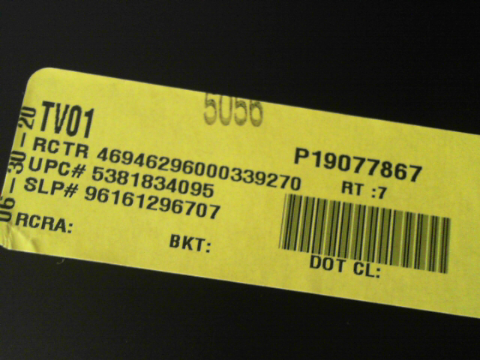 5056
TV01
06-30-20
RCTR 46946296000339270
P19077867
UPC# 5381834095
RT :7
SLP# 96161296707
RCRA:
BKT:
DOT CL: